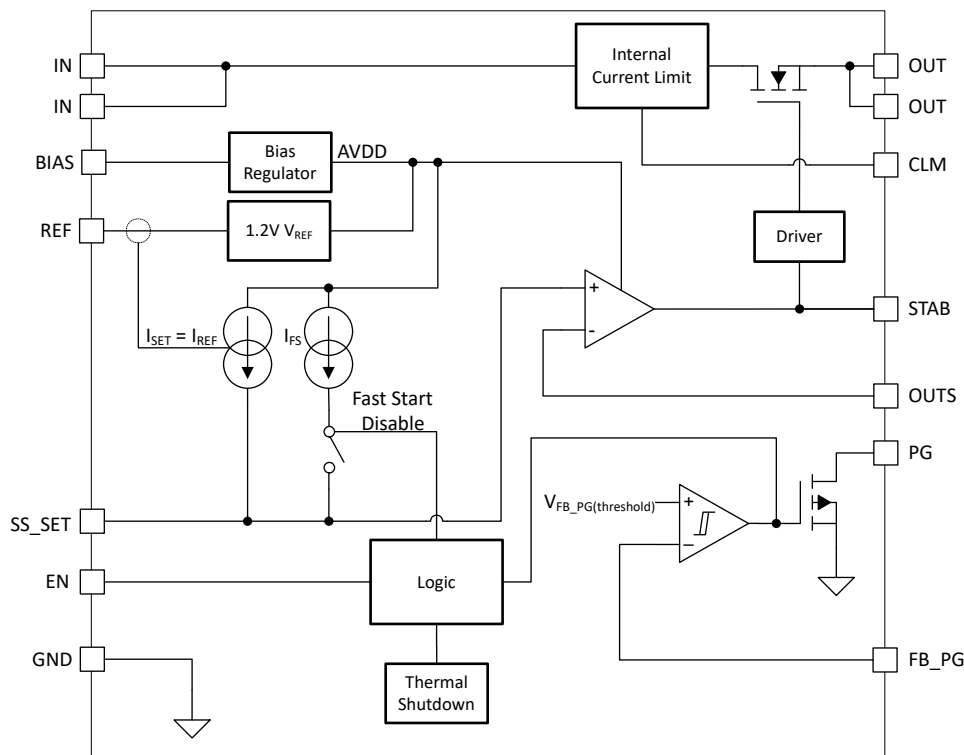 IN
Internal
Current Limit
OUT
IN
OUT
BIAS
Bias
Regulator
AVDD
CLM
REF
1.2V VREF
Driver
+
STAB
ISET = IREF
IFS
-
Fast Start
Disable
OUTS
PG
VFB_PG(threshold)
+
SS_SET
−
EN
Logic
GND
FB_PG
Thermal
Shutdown